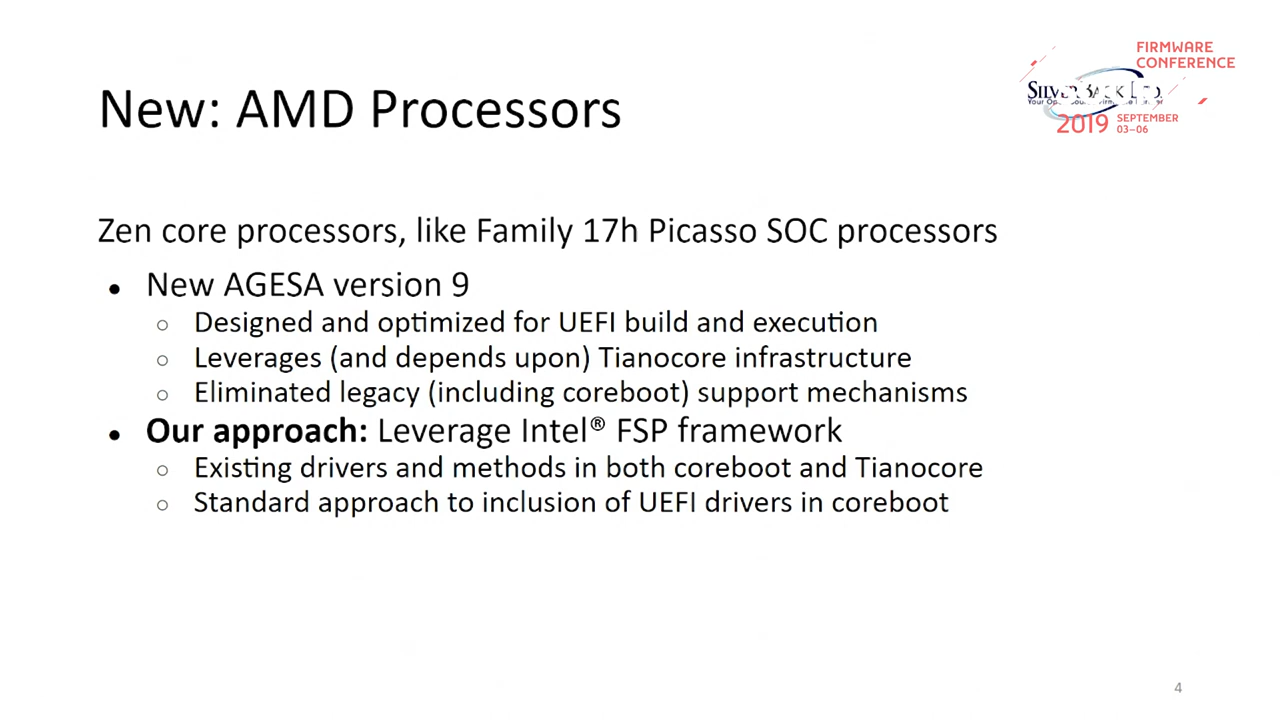 FIRMWARE
CONFERENCE
2019 SEPTEMBER
03–06
New: AMD Processors
Zen core processors, like Family 17h Picasso SOC processors
● New AGESA version 9
○ Designed and optimized for UEFI build and execution
○ Leverages (and depends upon) Tianocore infrastructure
○ Eliminated legacy (including coreboot) support mechanisms
● Our approach: Leverage Intel® FSP framework
○ Existing drivers and methods in both coreboot and Tianocore
○ Standard approach to inclusion of UEFI drivers in coreboot
4